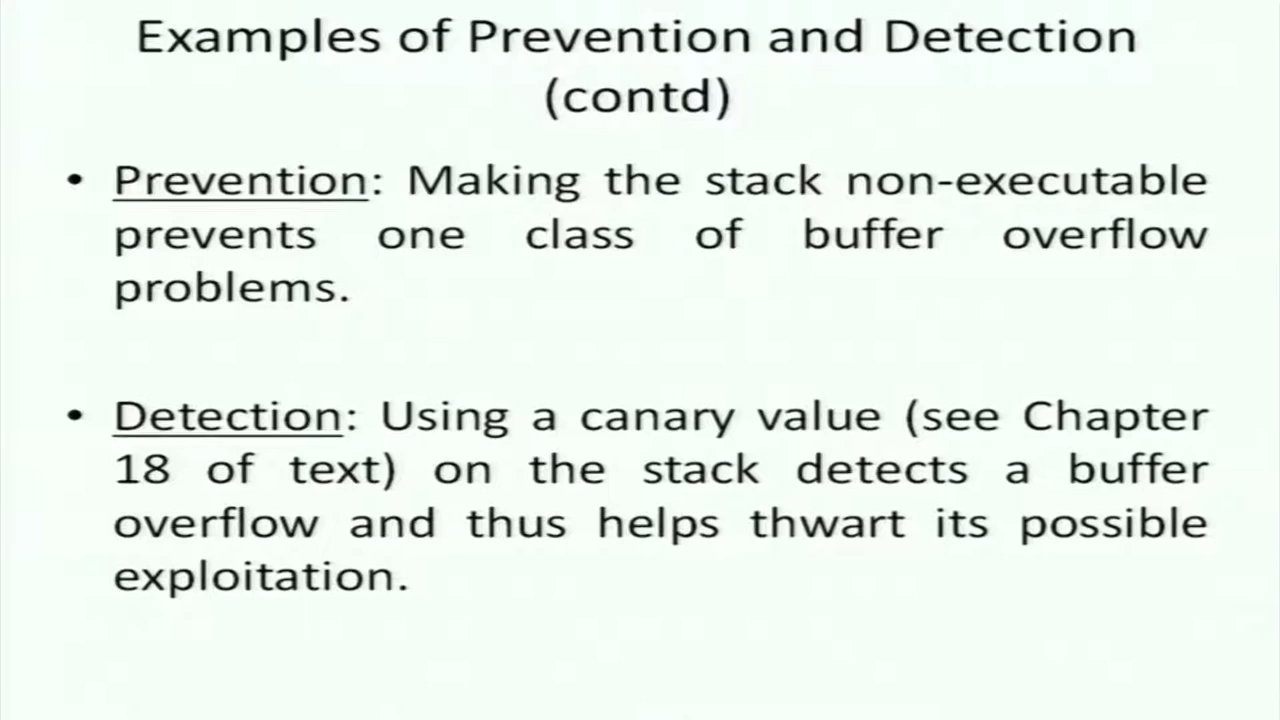 Examples of Prevention and Detection
(contd)
• Prevention: Making the stack non-executable
prevents one class of buffer overflow
problems.
• Detection: Using a canary value (see Chapter
18 of text) on the stack detects a buffer
overflow and thus helps thwart its possible
exploitation.